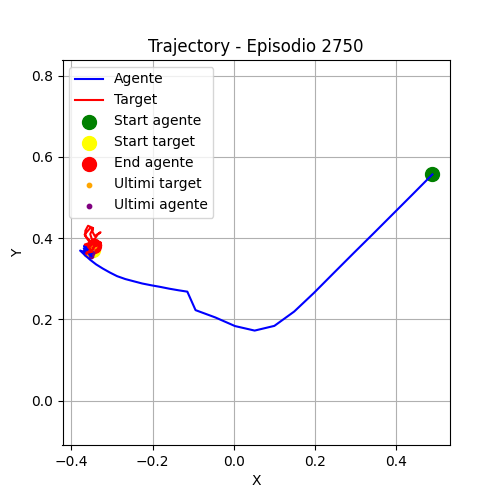 Trajectory - Episodio 2750
Agente
Target
Start agente
Start target
End agente
Ultimi target
Ultimi agente
0.8
0.6
0.4
0.2
0.0
Y
−0.4
−0.2
0.0
0.2
0.4
X